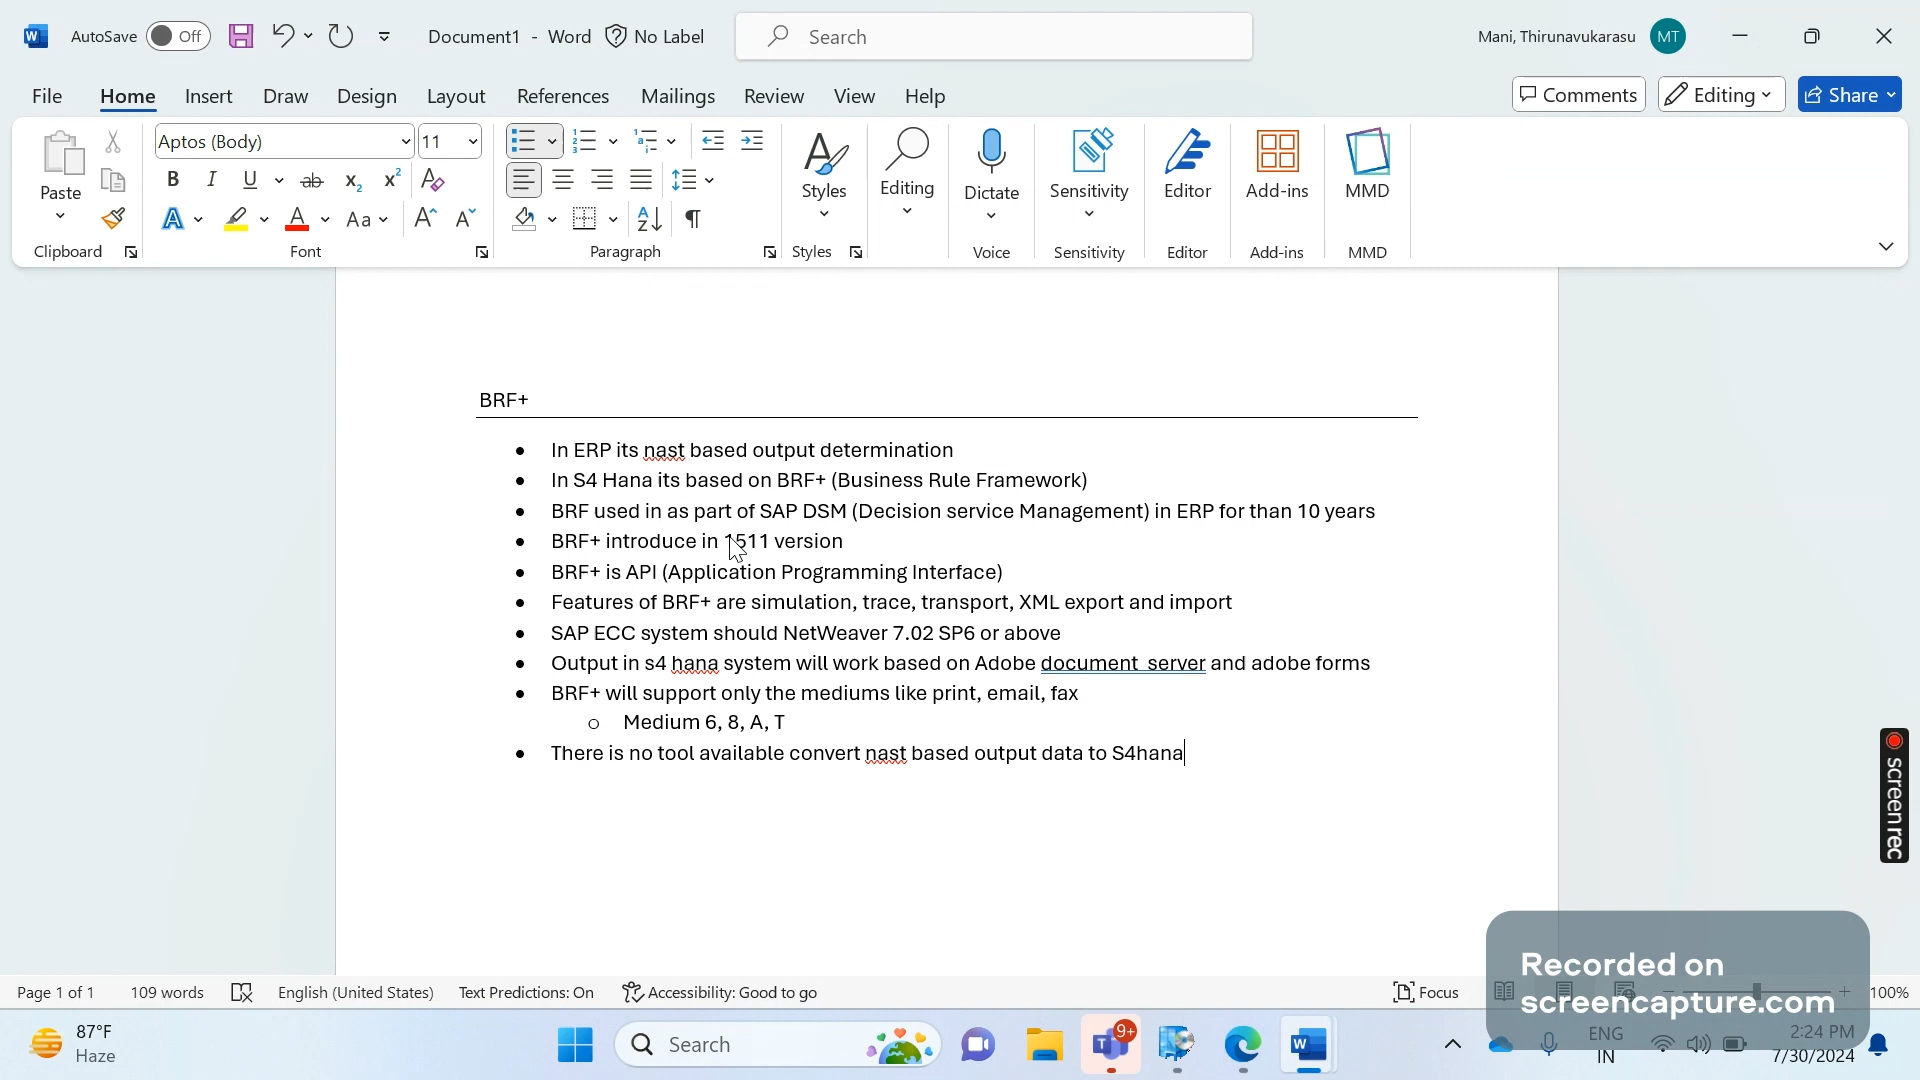 AutoSave Off Document1 - Word No Label Search Mani, Thirunavukarasu MT
File Home Insert Draw Design Layout References Mailings Review View Help Comments Editing Share
Aptos (Body) 11
Paste Styles Editing Dictate Sensitivity Editor Add-ins MMD
Clipboard Font Paragraph Styles Voice Sensitivity Editor Add-ins MMD
BRF+
• In ERP its nast based output determination
• In S4 Hana its based on BRF+ (Business Rule Framework)
• BRF used in as part of SAP DSM (Decision service Management) in ERP for than 10 years
• BRF+ introduce in 1511 version
• BRF+ is API (Application Programming Interface)
• Features of BRF+ are simulation, trace, transport, XML export and import
• SAP ECC system should NetWeaver 7.02 SP6 or above
• Output in s4 hana system will work based on Adobe document server and adobe forms
• BRF+ will support only the mediums like print, email, fax
o Medium 6, 8, A, T
• There is no tool available convert nast based output data to S4hana
screenrec
Recorded on
screencapture.com
Page 1 of 1 109 words English (United States) Text Predictions: On Accessibility: Good to go Focus 100%
87°F
Haze
Search
9+
ENG
IN
2:24 PM
7/30/2024